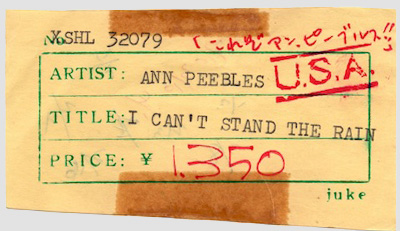 No XSHL 32079 「これぞアン・ピーブルス!!
ARTIST: ANN PEEBLES U.S.A.
TITLE: I CAN'T STAND THE RAIN
PRICE: ¥ 1.350
juke